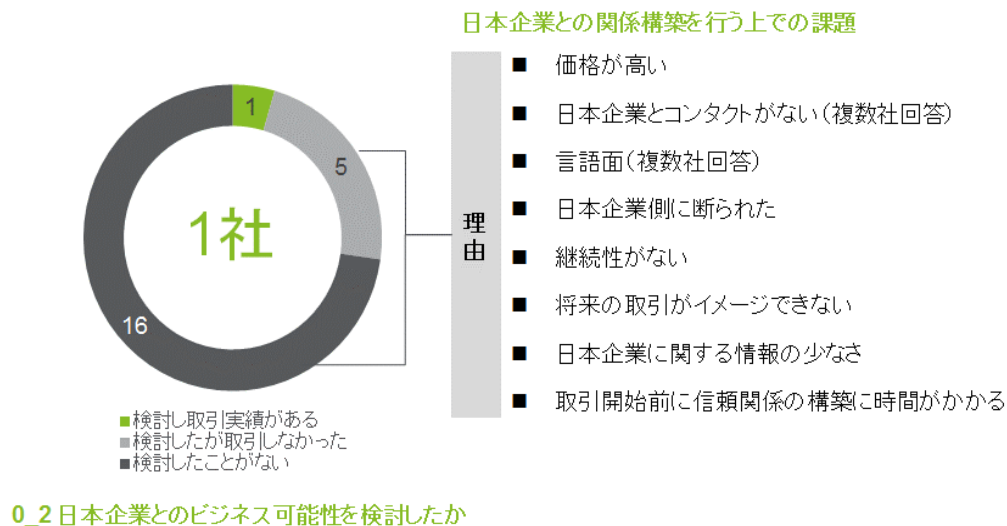 日本企業との関係構築を行う上での課題
1
5
16
1社
理由
■ 価格が高い
■ 日本企業とコンタクトがない（複数社回答）
■ 言語面（複数社回答）
■ 日本企業側に断られた
■ 継続性がない
■ 将来の取引がイメージできない
■ 日本企業に関する情報の少なさ
■ 取引開始前に信頼関係の構築に時間がかかる
■検討し取引実績がある
■検討したが取引しなかった
■検討したことがない
0_2 日本企業とのビジネス可能性を検討したか